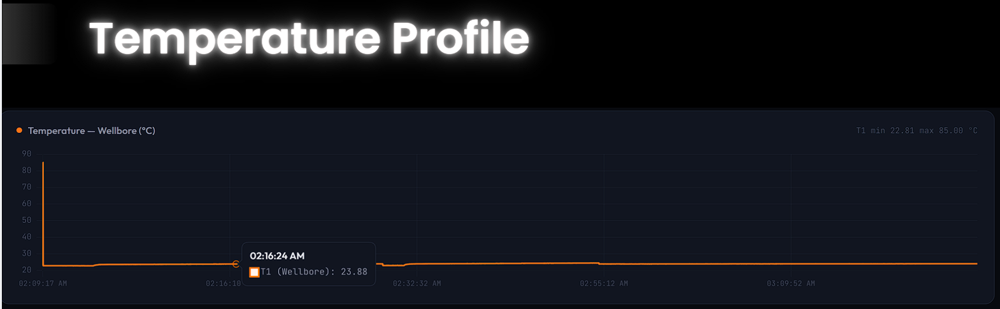 Temperature Profile
Temperature — Wellbore (°C)
T1 min 22.81 max 85.00 °C
90
80
70
60
50
40
30
20
02:16:24 AM
T1 (Wellbore): 23.88
02:09:17 AM
02:16:10
02:32:32 AM
02:55:12 AM
03:09:52 AM